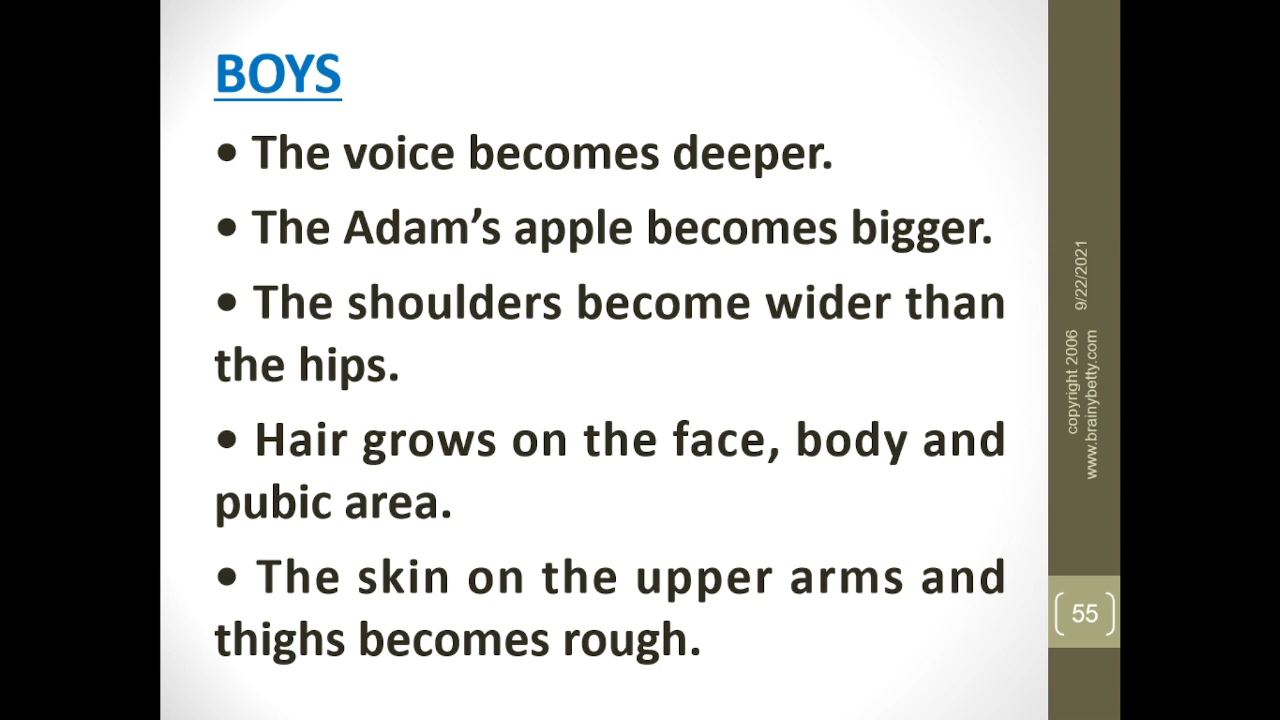 BOYS
• The voice becomes deeper.
• The Adam’s apple becomes bigger.
• The shoulders become wider than
the hips.
• Hair grows on the face, body and
pubic area.
• The skin on the upper arms and
thighs becomes rough.
9/22/2021
copyright 2006
www.brainybetty.com
55